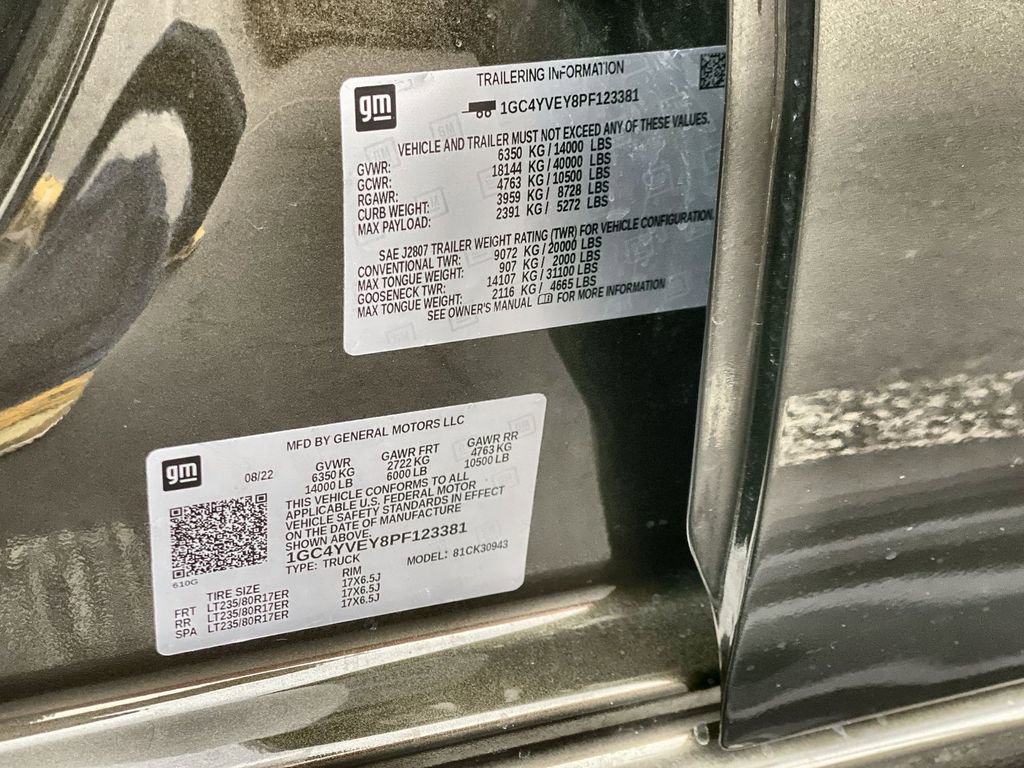 TRAILERING INFORMATION
gm
1GC4YVEY8PF123381
VEHICLE AND TRAILER MUST NOT EXCEED ANY OF THESE VALUES.
GVWR: 6350 KG/14000 LBS
GCWR: 18144 KG/40000 LBS
RGAWR: 4763 KG/10500 LBS
CURB WEIGHT: 3959 KG/ 8728 LBS
MAX PAYLOAD: 2391 KG/ 5272 LBS
SAE J2807 TRAILER WEIGHT RATING (TWR) FOR VEHICLE CONFIGURATION.
CONVENTIONAL TWR: 9072 KG/20000 LBS
MAX TONGUE WEIGHT: 907 KG/ 2000 LBS
GOOSENECK TWR: 14107 KG/31100 LBS
MAX TONGUE WEIGHT: 2116 KG/ 4665 LBS
SEE OWNER'S MANUAL FOR MORE INFORMATION
MFD BY GENERAL MOTORS LLC
gm
08/22 GVWR GAWR FRT GAWR RR
6350 KG 2722 KG 4763 KG
14000 LB 6000 LB 10500 LB
THIS VEHICLE CONFORMS TO ALL
APPLICABLE U.S. FEDERAL MOTOR
VEHICLE SAFETY STANDARDS IN EFFECT
ON THE DATE OF MANUFACTURE
SHOWN ABOVE.
1GC4YVEY8PF123381
TYPE: TRUCK MODEL: 81CK30943
610G
TIRE SIZE RIM
FRT LT235/80R17ER 17X6.5J
RR LT235/80R17ER 17X6.5J
SPA LT235/80R17ER 17X6.5J